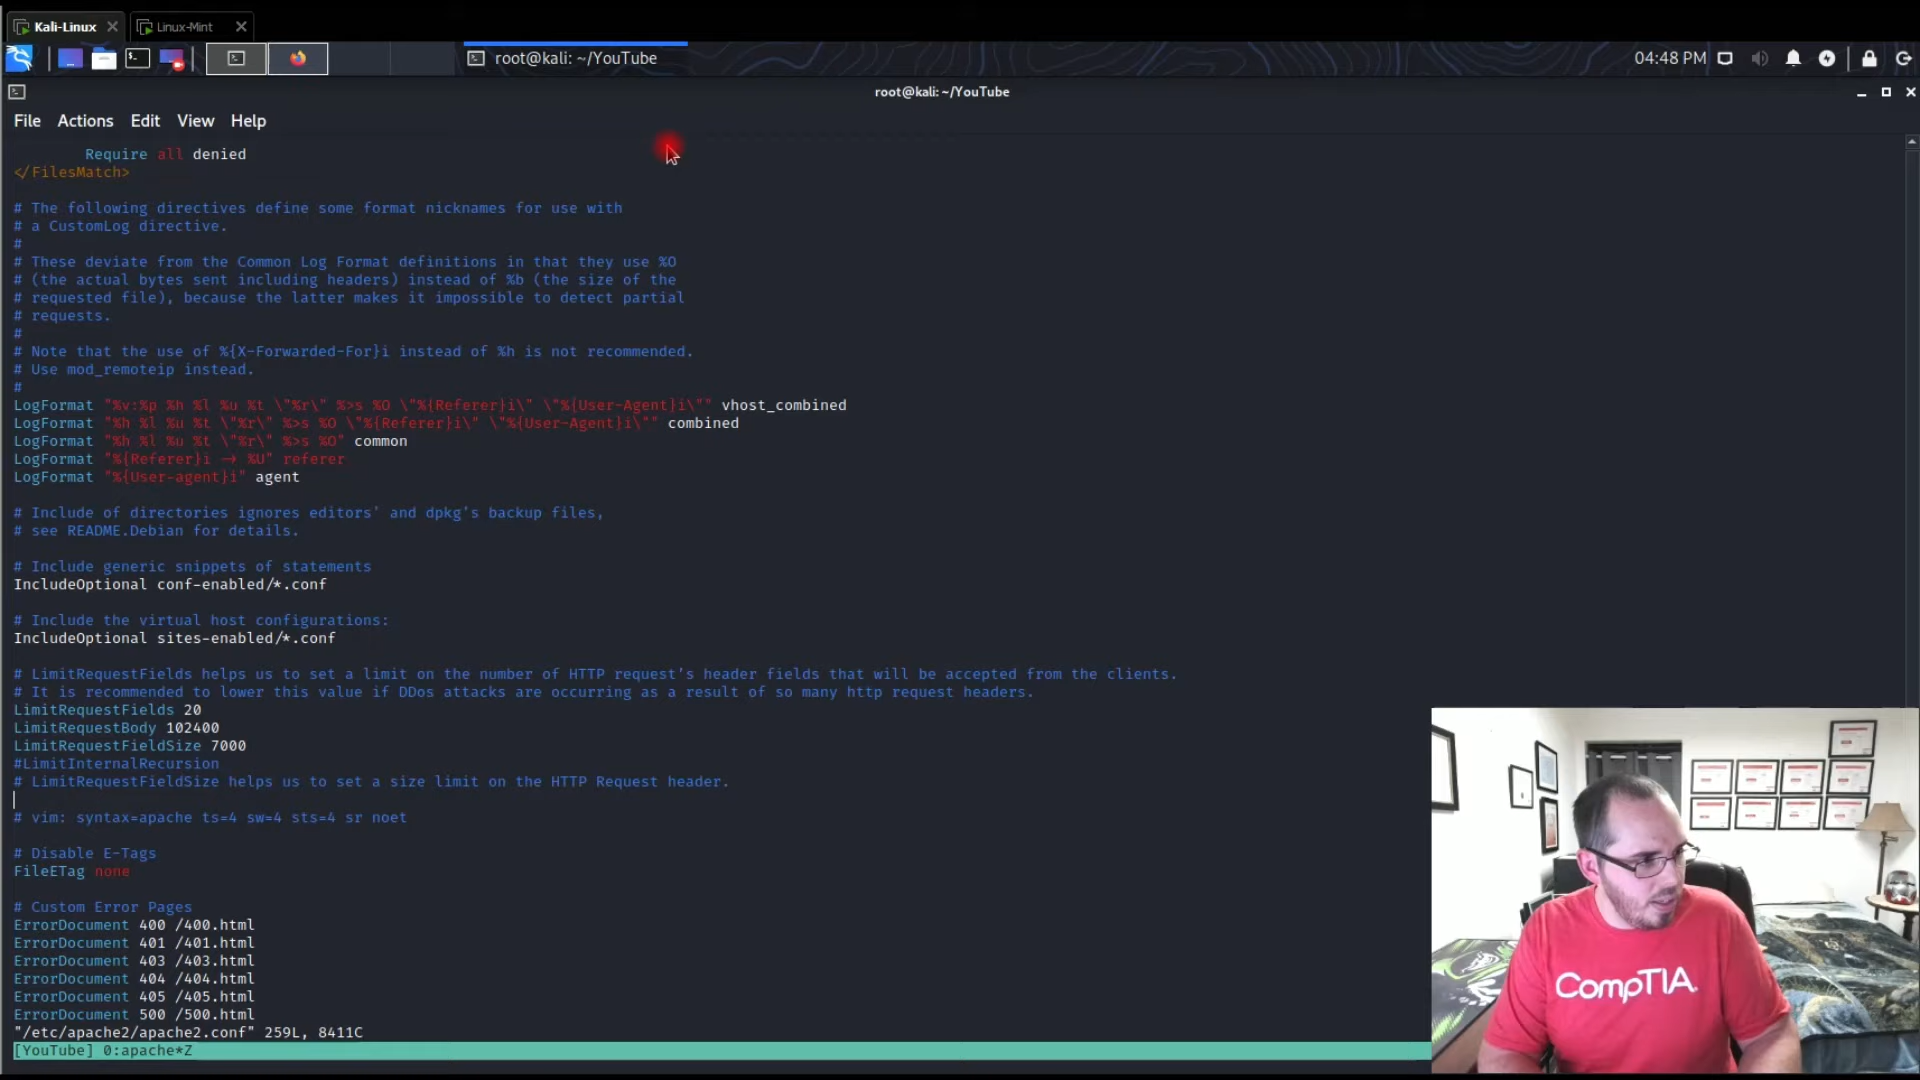 Kali-Linux
Linux-Mint
root@kali: ~/YouTube
04:48 PM
root@kali: ~/YouTube
File Actions Edit View Help
Require all denied
</FilesMatch>
# The following directives define some format nicknames for use with
# a CustomLog directive.
#
# These deviate from the Common Log Format definitions in that they use %O
# (the actual bytes sent including headers) instead of %b (the size of the
# requested file), because the latter makes it impossible to detect partial
# requests.
#
# Note that the use of %{X-Forwarded-For}i instead of %h is not recommended.
# Use mod_remoteip instead.
#
LogFormat "%v:%p %h %l %u %t \"%r\" %>s %O \"%{Referer}i\" \"%{User-Agent}i\"" vhost_combined
LogFormat "%h %l %u %t \"%r\" %>s %O \"%{Referer}i\" \"%{User-Agent}i\"" combined
LogFormat "%h %l %u %t \"%r\" %>s %O" common
LogFormat "%{Referer}i -> %U" referer
LogFormat "%{User-agent}i" agent
# Include of directories ignores editors' and dpkg's backup files,
# see README.Debian for details.
# Include generic snippets of statements
IncludeOptional conf-enabled/*.conf
# Include the virtual host configurations:
IncludeOptional sites-enabled/*.conf
# LimitRequestFields helps us to set a limit on the number of HTTP request's header fields that will be accepted from the clients.
# It is recommended to lower this value if DDos attacks are occurring as a result of so many http request headers.
LimitRequestFields 20
LimitRequestBody 102400
LimitRequestFieldSize 7000
#LimitInternalRecursion
# LimitRequestFieldSize helps us to set a size limit on the HTTP Request header.
# vim: syntax=apache ts=4 sw=4 sts=4 sr noet
# Disable E-Tags
FileETag none
# Custom Error Pages
ErrorDocument 400 /400.html
ErrorDocument 401 /401.html
ErrorDocument 403 /403.html
ErrorDocument 404 /404.html
ErrorDocument 405 /405.html
ErrorDocument 500 /500.html
"/etc/apache2/apache2.conf" 259L, 8411C
[YouTube] 0:apache*Z
CompTIA.